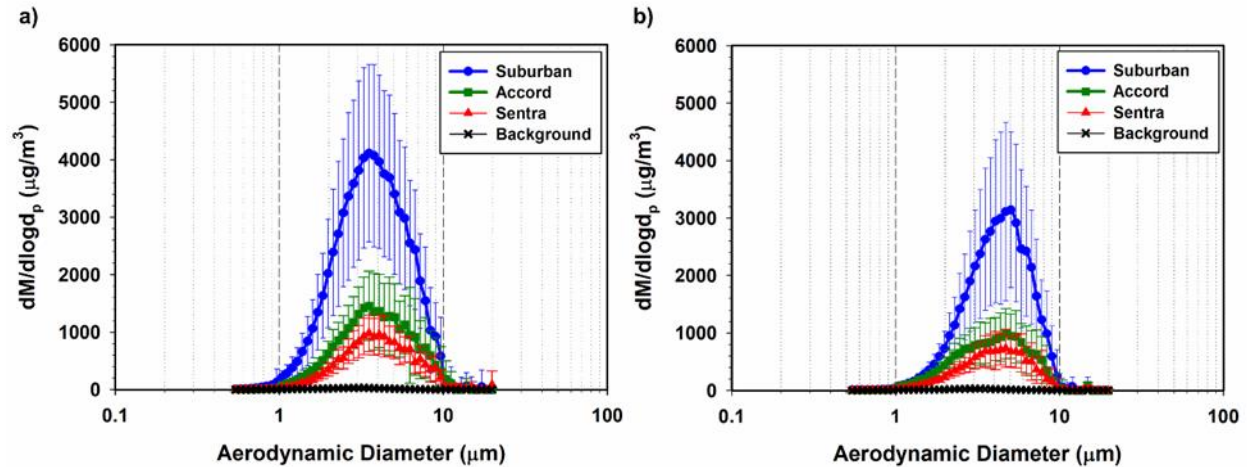 a)
6000
5000
4000
3000
2000
1000
0
dM/dlogdp (μg/m3)
Suburban
Accord
Sentra
Background
0.1 1 10 100
Aerodynamic Diameter (μm)
b)
6000
5000
4000
3000
2000
1000
0
dM/dlogdp (μg/m3)
Suburban
Accord
Sentra
Background
0.1 1 10 100
Aerodynamic Diameter (μm)